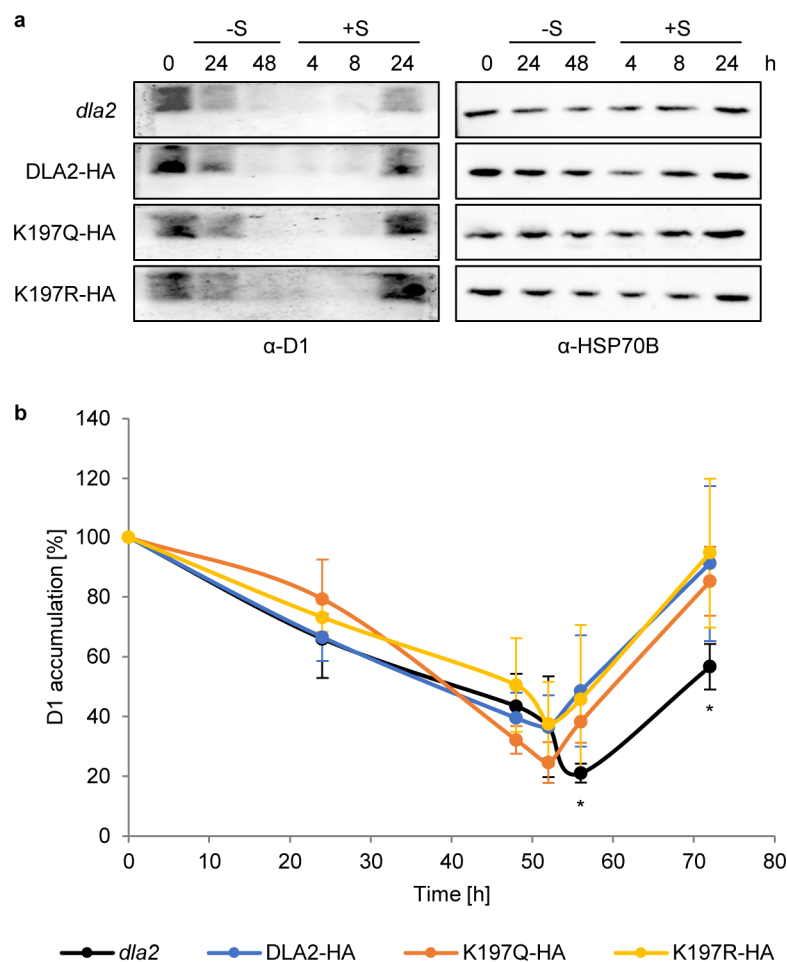 a
-S +S -S +S
0 24 48 4 8 24 0 24 48 4 8 24 h
dla2
DLA2-HA
K197Q-HA
K197R-HA
α-D1 α-HSP70B
b
140
120
100
80
60
40
20
0
D1 accumulation [%]
* *
0 10 20 30 40 50 60 70 80
Time [h]
dla2 DLA2-HA K197Q-HA K197R-HA